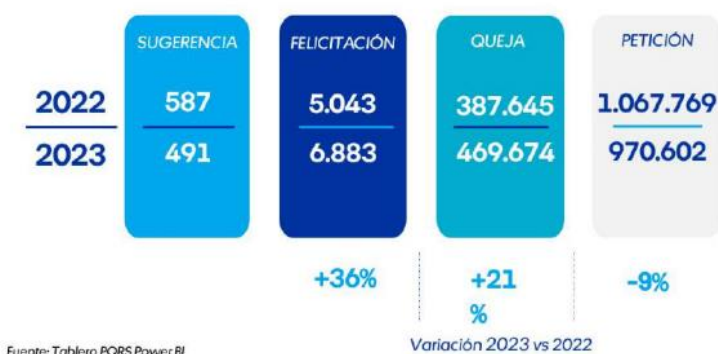 SUGERENCIA FELICITACIÓN QUEJA PETICIÓN
2022 587 5.043 387.645 1.067.769
2023 491 6.883 469.674 970.602
+36% +21 -9%
%
Variación 2023 vs 2022
Fuente: Tablero PQRS Power BI